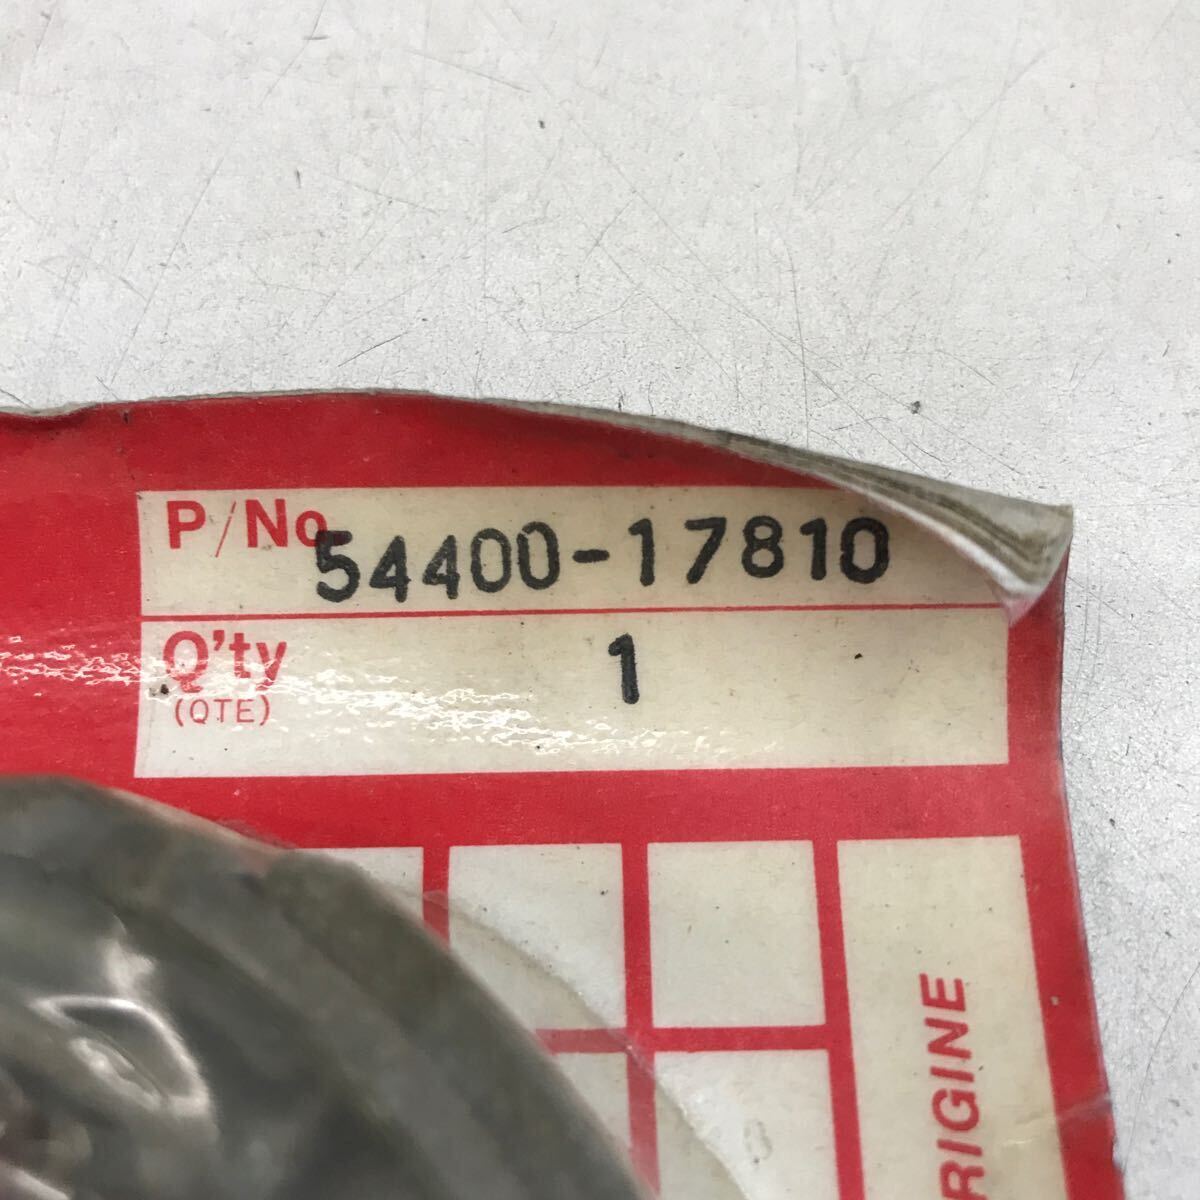 P/No. 54400-17810
Q'ty 1
(QTE)
RIGINE